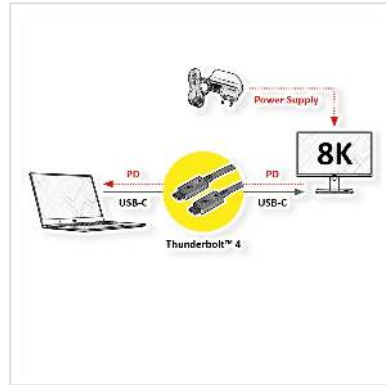 Power Supply
8K
PD
PD
USB-C
USB-C
Thunderbolt™ 4